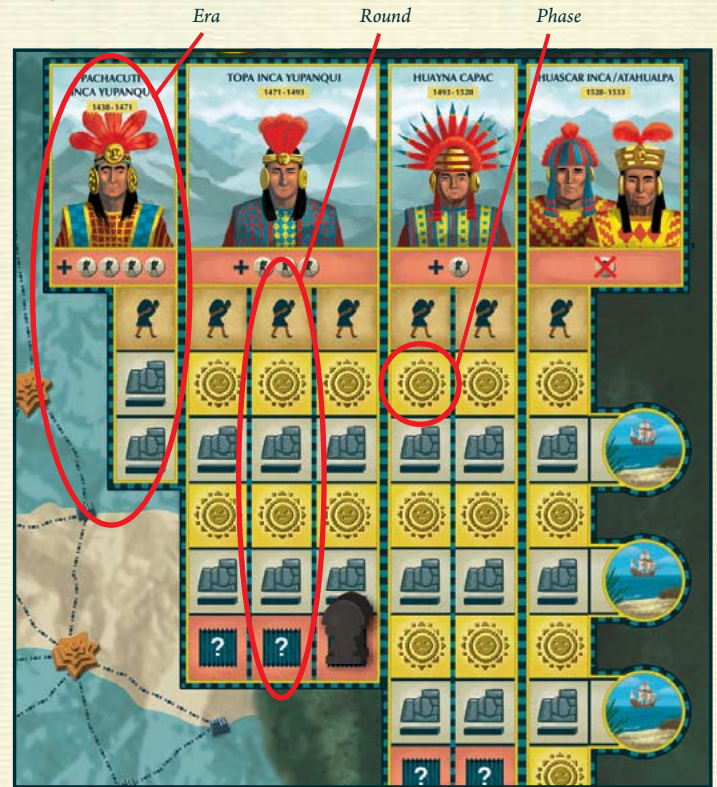 Era
Round
Phase
PACHACUTI
INCA YUPANQUI
1438-1471
TOPA INCA YUPANQUI
1471-1493
HUAYNA CAPAC
1493-1528
HUASCAR INCA/ATAHUALPA
1528-1533
+
+
+
? ?
? ?